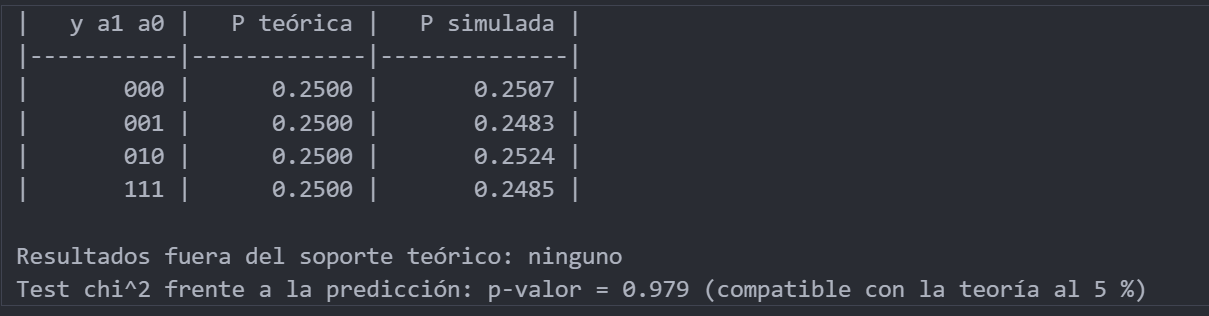 |   y a1 a0 |   P teórica |   P simulada |
|-----------|-------------|--------------|
|       000 |      0.2500 |       0.2507 |
|       001 |      0.2500 |       0.2483 |
|       010 |      0.2500 |       0.2524 |
|       111 |      0.2500 |       0.2485 |
Resultados fuera del soporte teórico: ninguno
Test chi^2 frente a la predicción: p-valor = 0.979 (compatible con la teoría al 5 %)